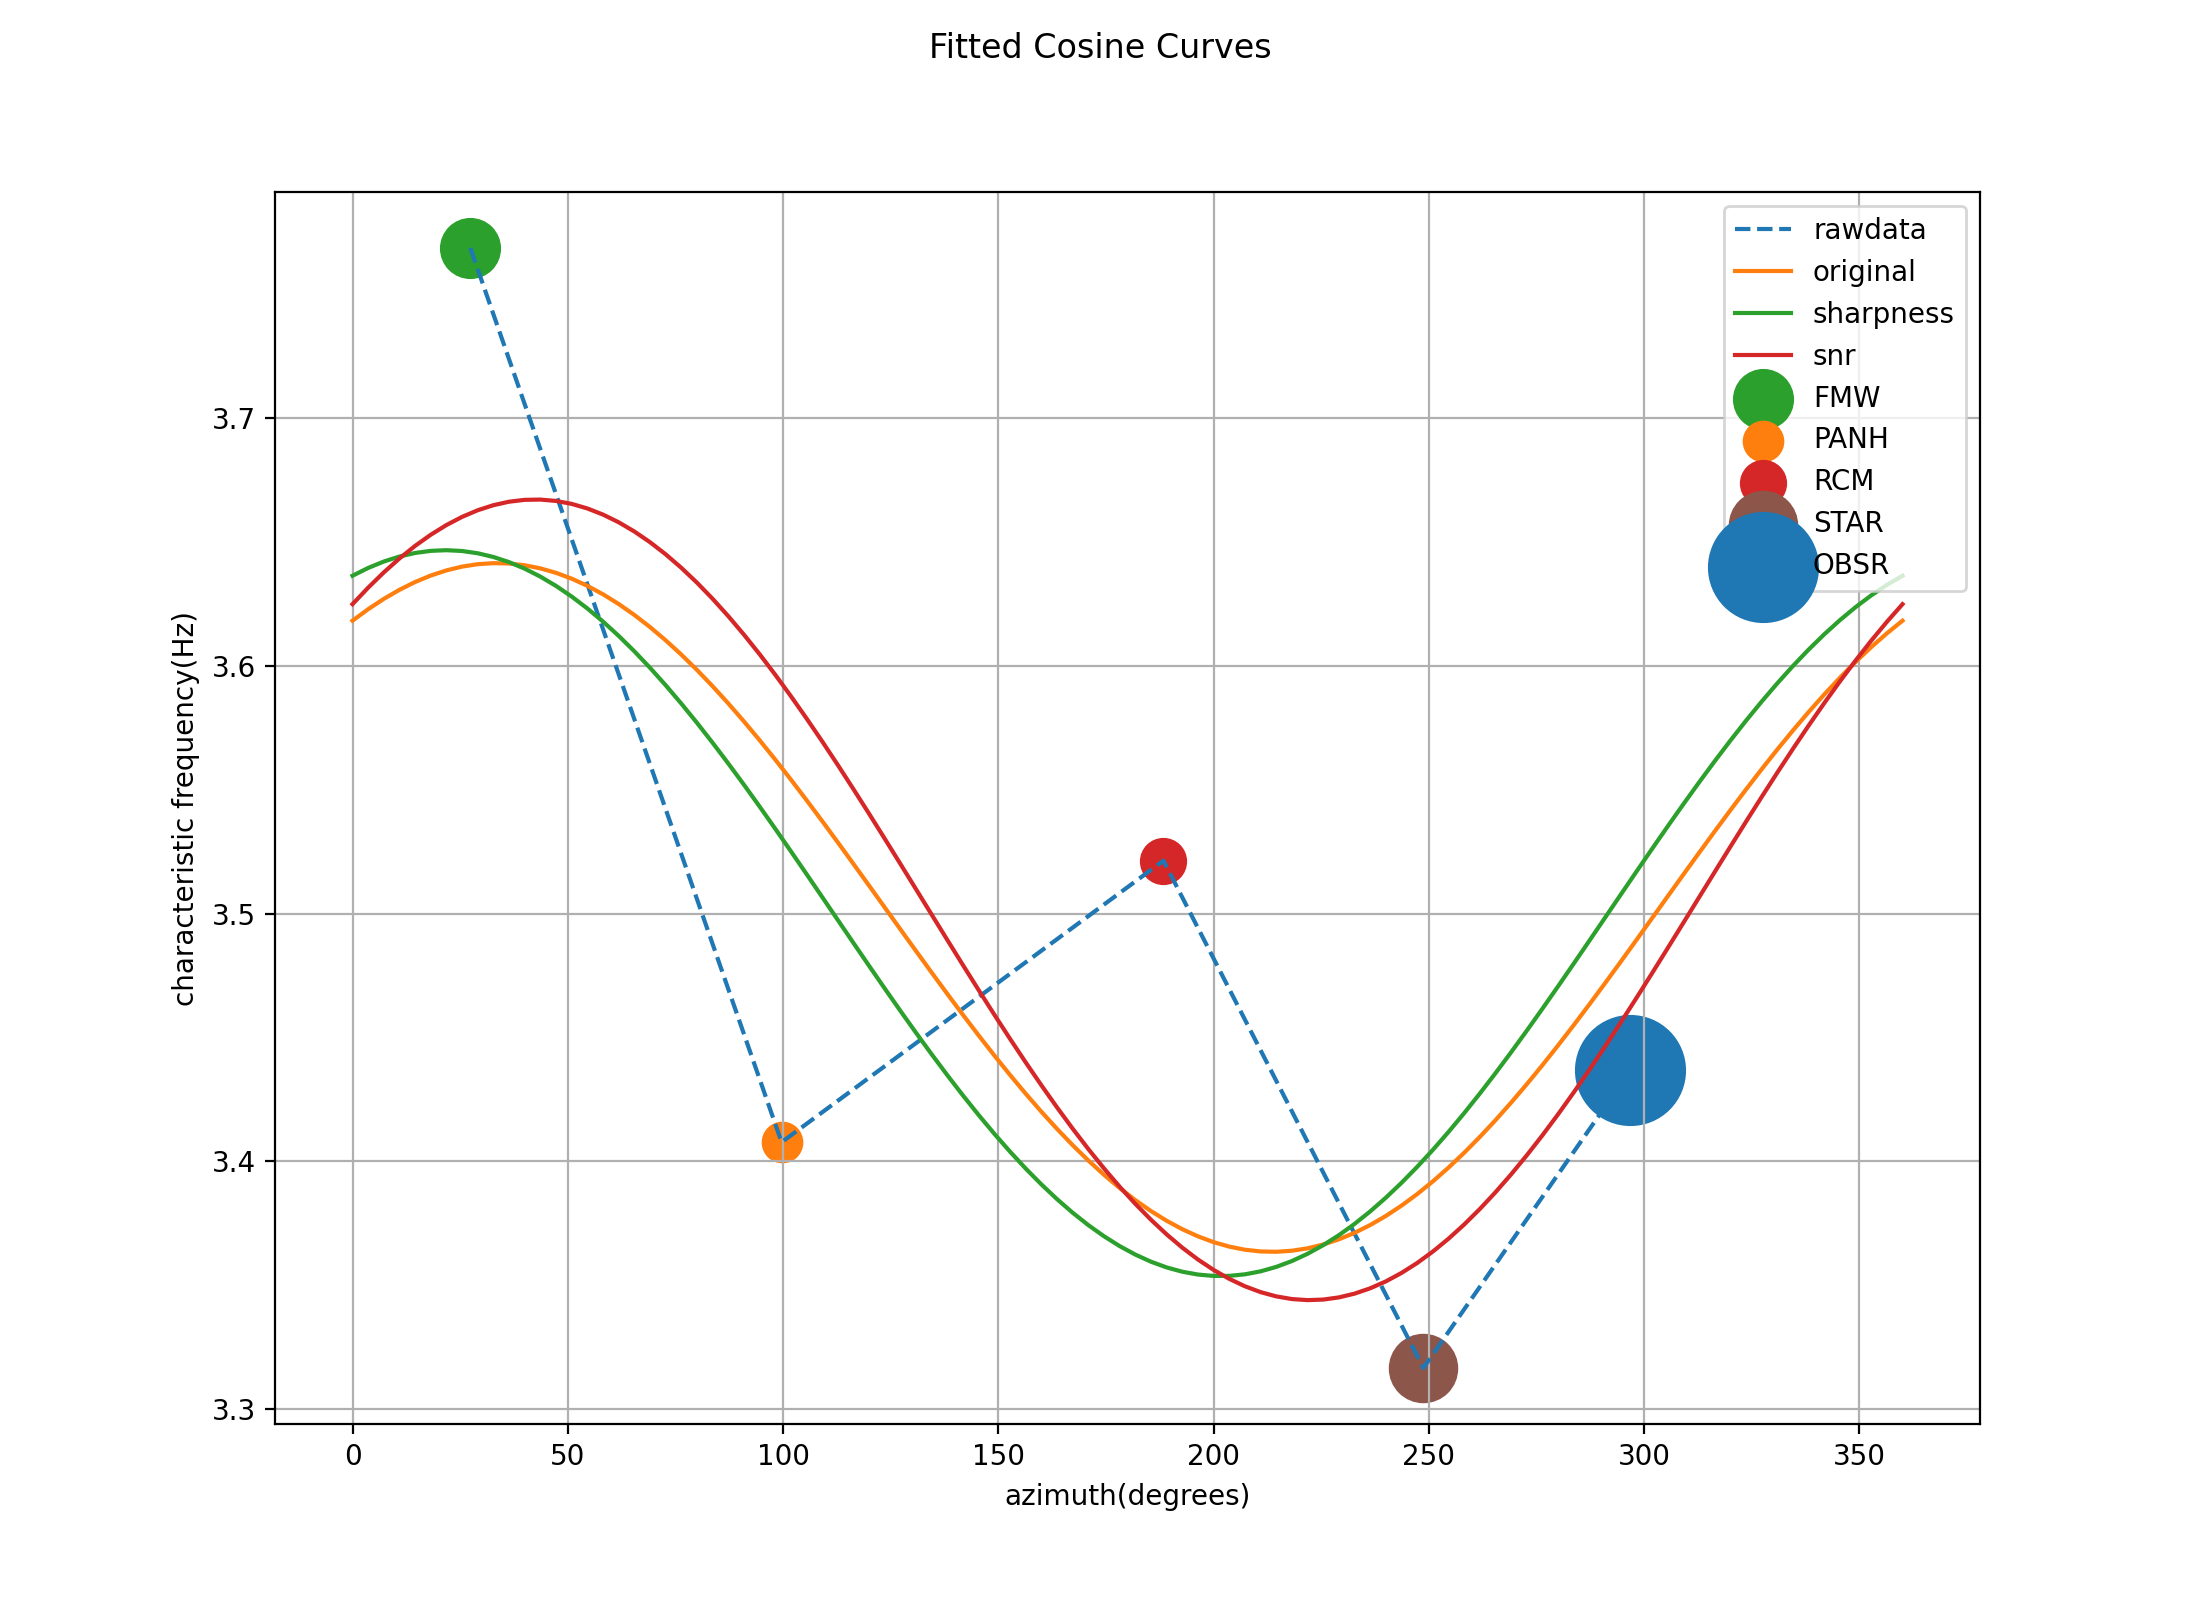 Fitted Cosine Curves
rawdata
original
sharpness
snr
FMW
PANH
RCM
STAR
OBSR
characteristic frequency(Hz)
3.7
3.6
3.5
3.4
3.3
0 50 100 150 200 250 300 350
azimuth(degrees)